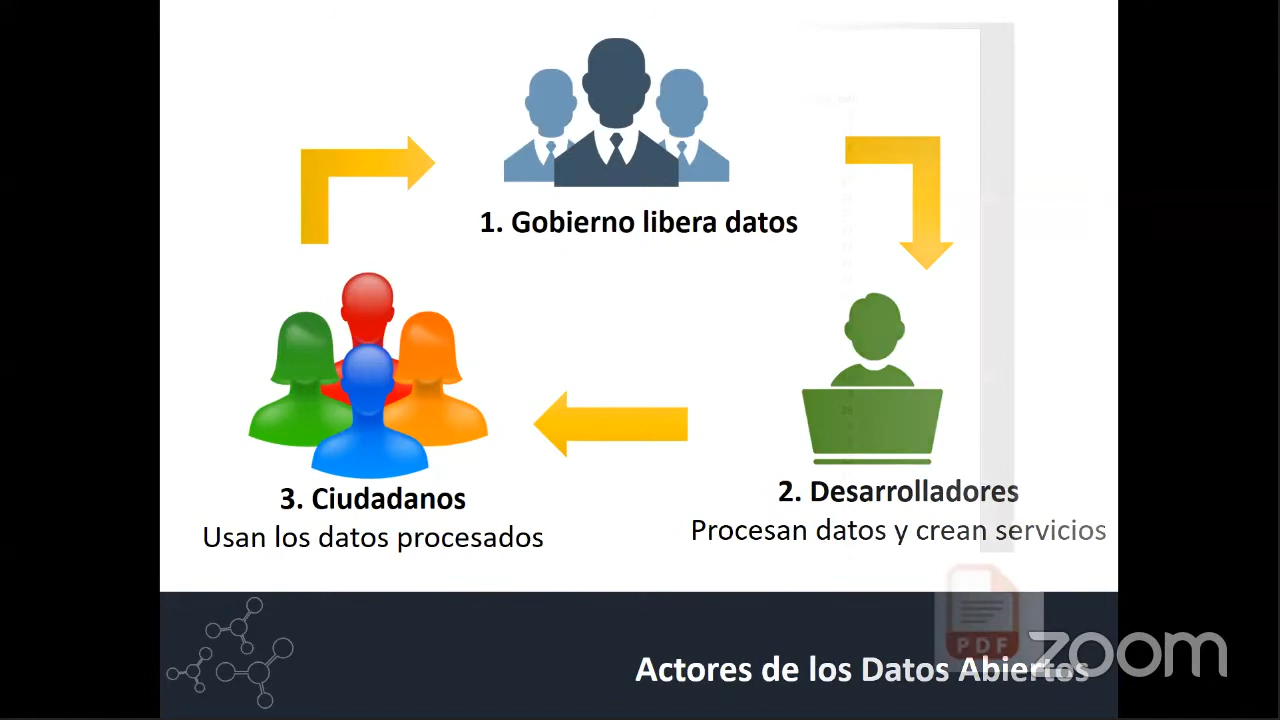 1. Gobierno libera datos
3. Ciudadanos
Usan los datos procesados
2. Desarrolladores
Procesan datos y crean servicios
PDF
Actores de los Datos Abiertos
zoom